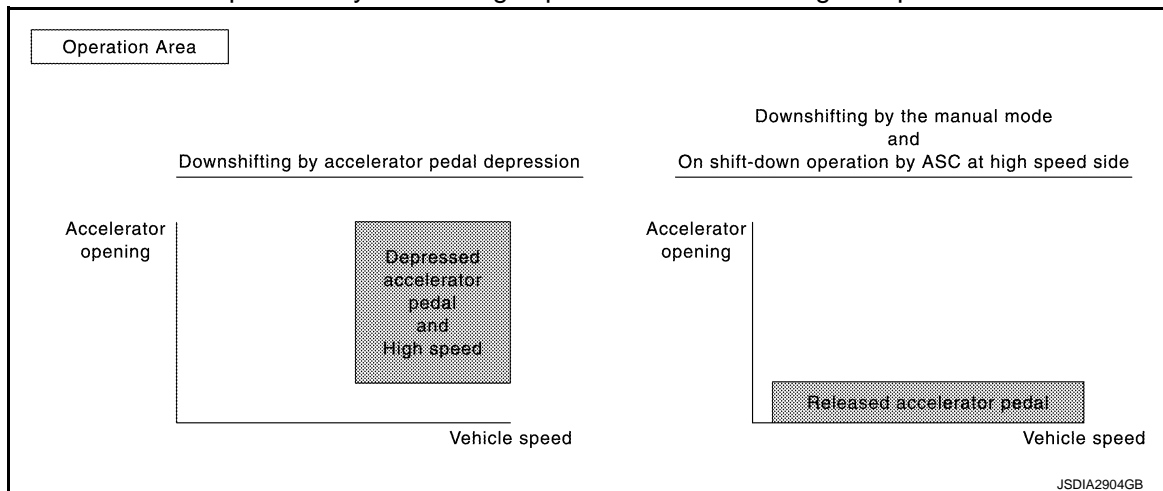 Operation Area
Downshifting by accelerator pedal depression
Accelerator
opening
Depressed
accelerator
pedal
and
High speed
Vehicle speed
Downshifting by the manual mode
and
On shift-down operation by ASC at high speed side
Accelerator
opening
Released accelerator pedal
Vehicle speed
JSDIA2904GB